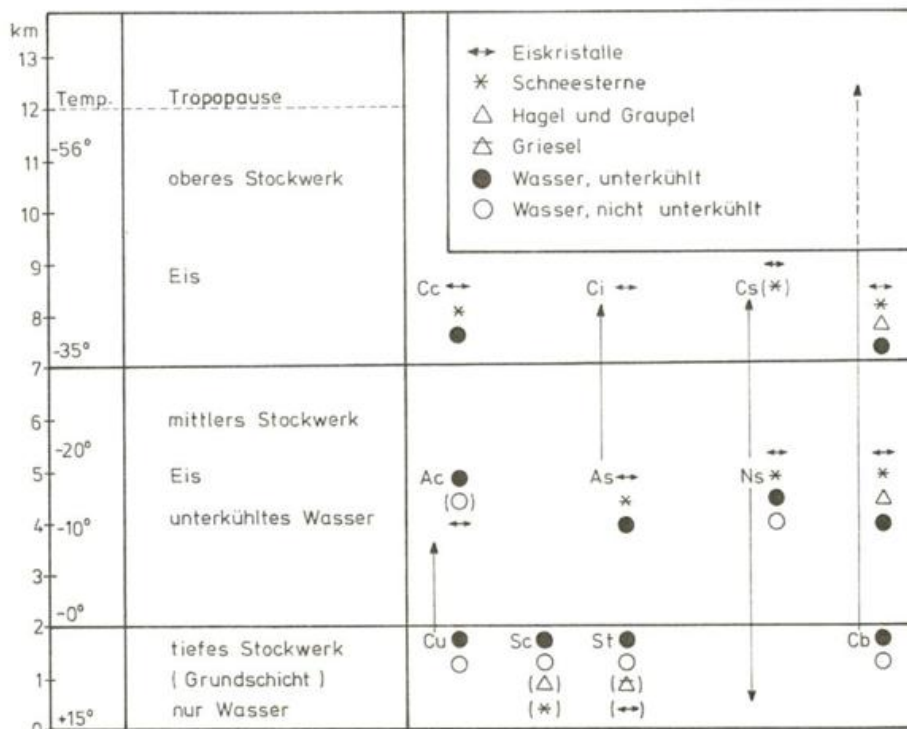 km
13
12
11
10
9
8
7
6
5
4
3
2
1
0
Temp.
-56°
-35°
-20°
-10°
-0°
+15°
Tropopause
oberes Stockwerk
Eis
mittlers Stockwerk
Eis
unterkühltes Wasser
tiefes Stockwerk
( Grundschicht )
nur Wasser
Eiskristalle
Schneesterne
Hagel und Graupel
Griesel
Wasser, unterkühlt
Wasser, nicht unterkühlt
Cc
Ci
Cs
Ac
As
Ns
Cu
Sc
St
Cb